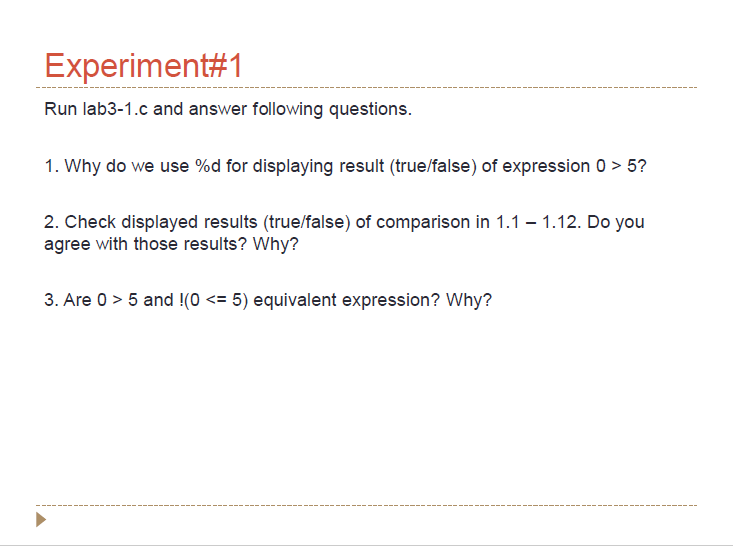 Experiment#1
Run lab3-1.c and answer following questions.
1. Why do we use %d for displaying result (true/false) of expression 0 > 5?
2. Check displayed results (true/false) of comparison in 1.1 – 1.12. Do you
agree with those results? Why?
3. Are 0 > 5 and !(0 <= 5) equivalent expression? Why?